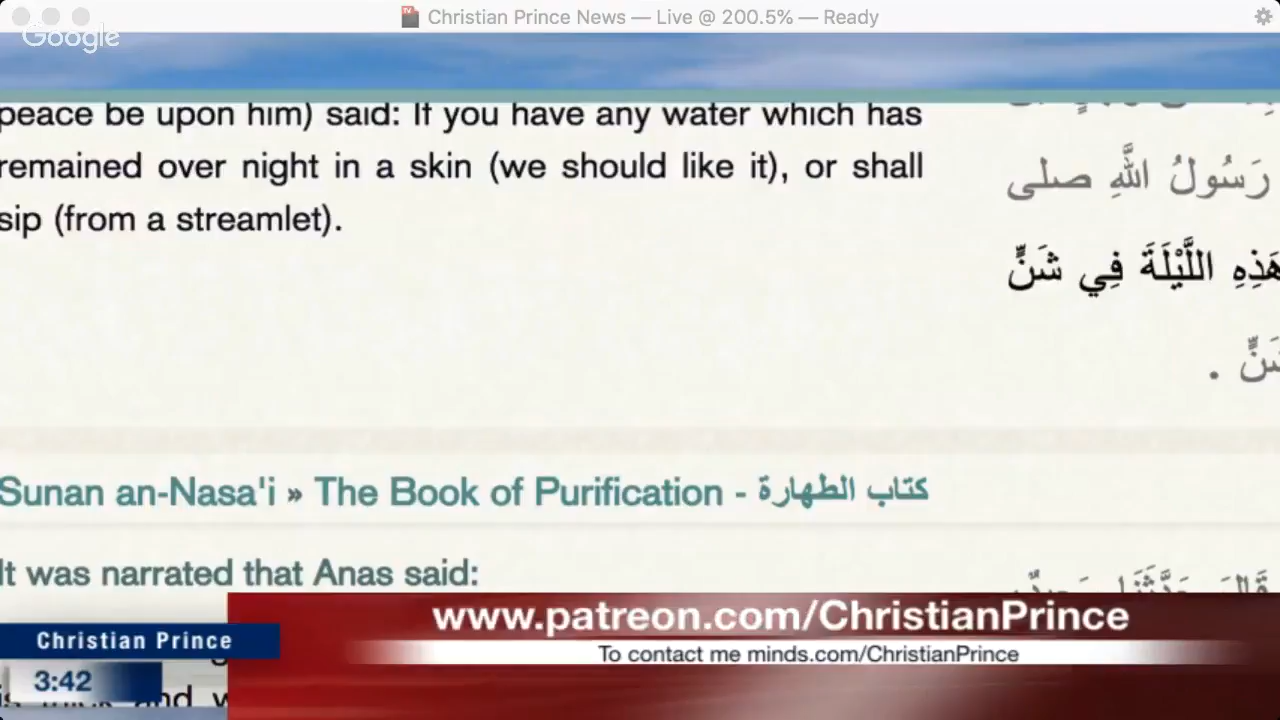 Christian Prince News — Live @ 200.5% — Ready
Google
peace be upon him) said: If you have any water which has
remained over night in a skin (we should like it), or shall
sip (from a streamlet).
رَسُولُ اللَّهِ صلى
هَذِهِ اللَّيْلَةَ فِي شَنٍّ
شَنٍّ .
Sunan an-Nasa'i » The Book of Purification - كتاب الطهارة
It was narrated that Anas said:
www.patreon.com/ChristianPrince
Christian Prince
To contact me minds.com/ChristianPrince
3:42
and